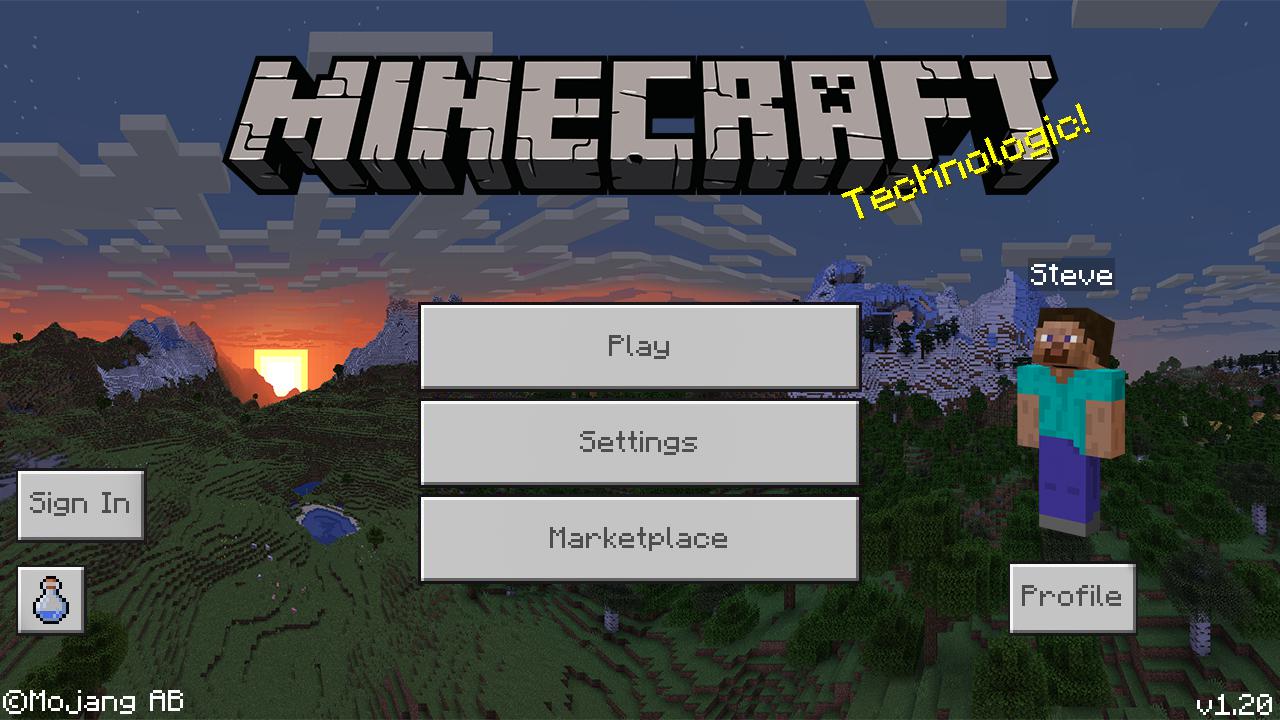 MINECRAFT
Technologic!
Steve
Play
Settings
Marketplace
Sign In
Profile
©Mojang AB
v1.20